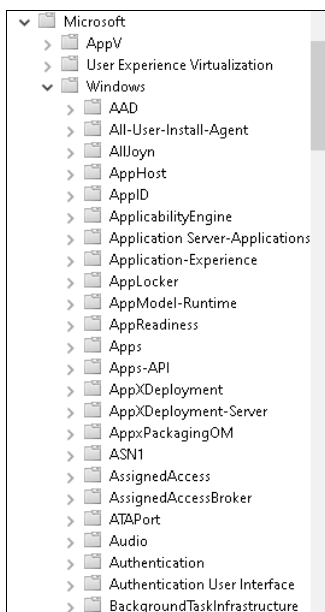 Microsoft
AppV
User Experience Virtualization
Windows
AAD
All-User-Install-Agent
AllJoyn
AppHost
AppID
ApplicabilityEngine
Application Server-Applications
Application-Experience
AppLocker
AppModel-Runtime
AppReadiness
Apps
Apps-API
AppXDeployment
AppXDeployment-Server
AppxPackagingOM
ASN1
AssignedAccess
AssignedAccessBroker
ATAPort
Audio
Authentication
Authentication User Interface
BackgroundTaskInfrastructure